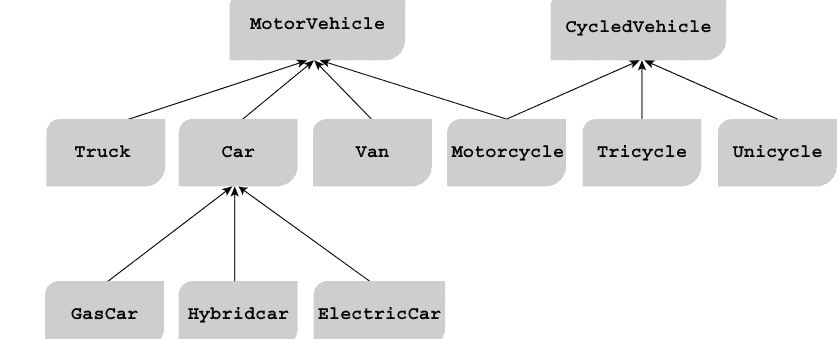 MotorVehicle
CycledVehicle
Truck
Car
Van
Motorcycle
Tricycle
Unicycle
GasCar
Hybridcar
ElectricCar